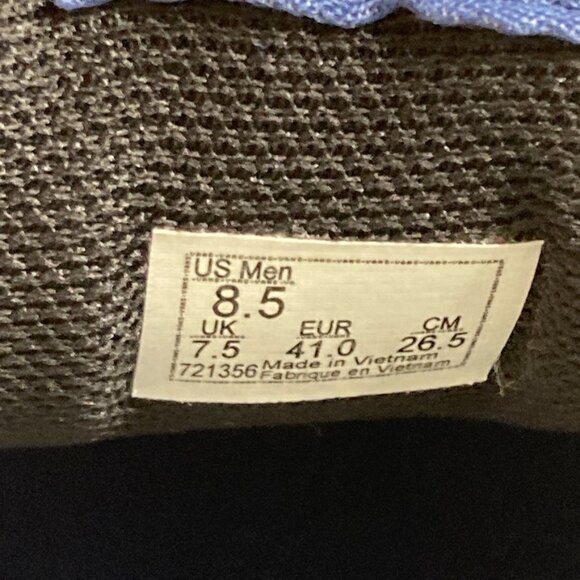 US Men
8.5
UK EUR CM
7.5 41.0 26.5
721356 Made in Vietnam
Fabrique en Vietnam